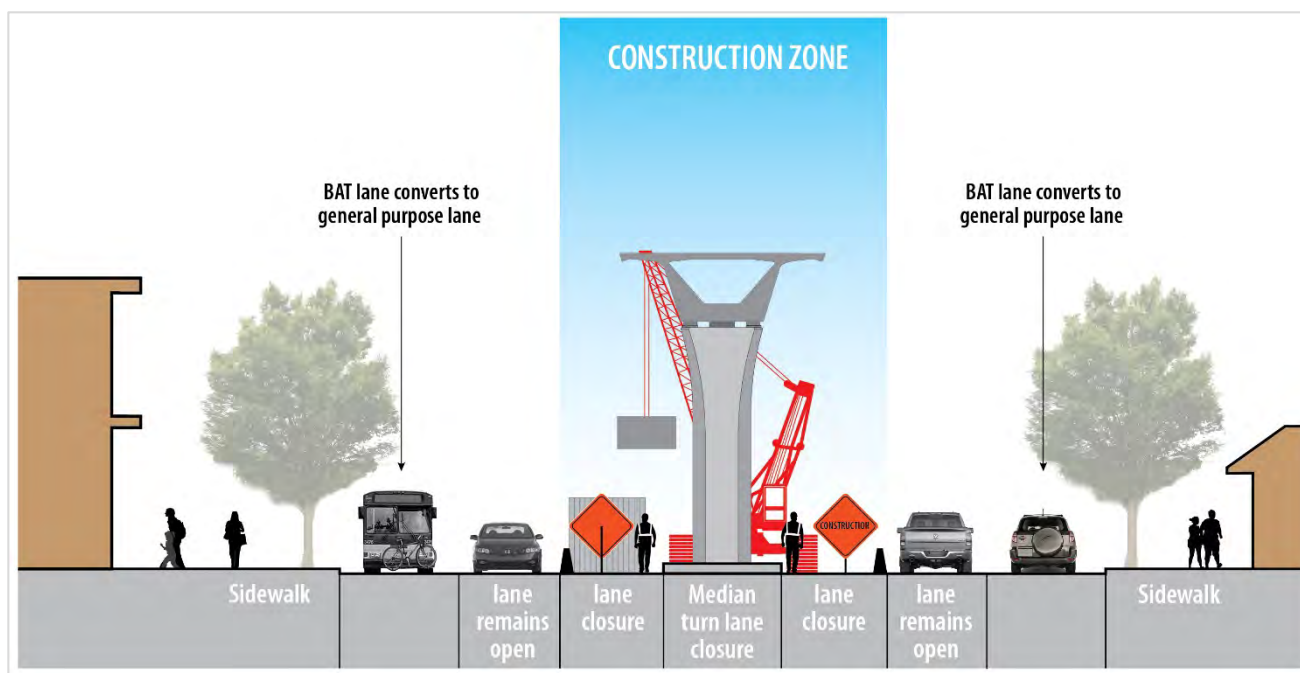 CONSTRUCTION ZONE
BAT lane converts to
general purpose lane
BAT lane converts to
general purpose lane
CONSTRUCTION
Sidewalk
lane
remains
open
lane
closure
Median
turn lane
closure
lane
closure
lane
remains
open
Sidewalk